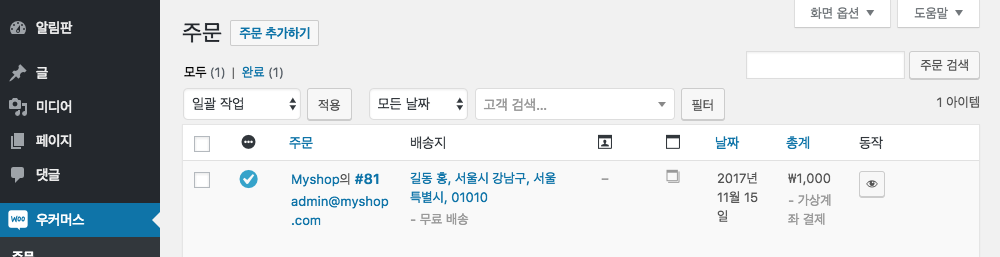 알림판
글
미디어
페이지
댓글
우커머스
주문
화면 옵션
도움말
주문 주문 추가하기
모두 (1) | 완료 (1)
주문 검색
일괄 작업 적용 모든 날짜 고객 검색... 필터
1 아이템
주문 배송지 날짜 총계 동작
Myshop의 #81
admin@myshop
.com
길동 홍, 서울시 강남구, 서울
특별시, 01010
- 무료 배송
–
2017년
11월 15
일
₩1,000
- 가상계
좌 결제